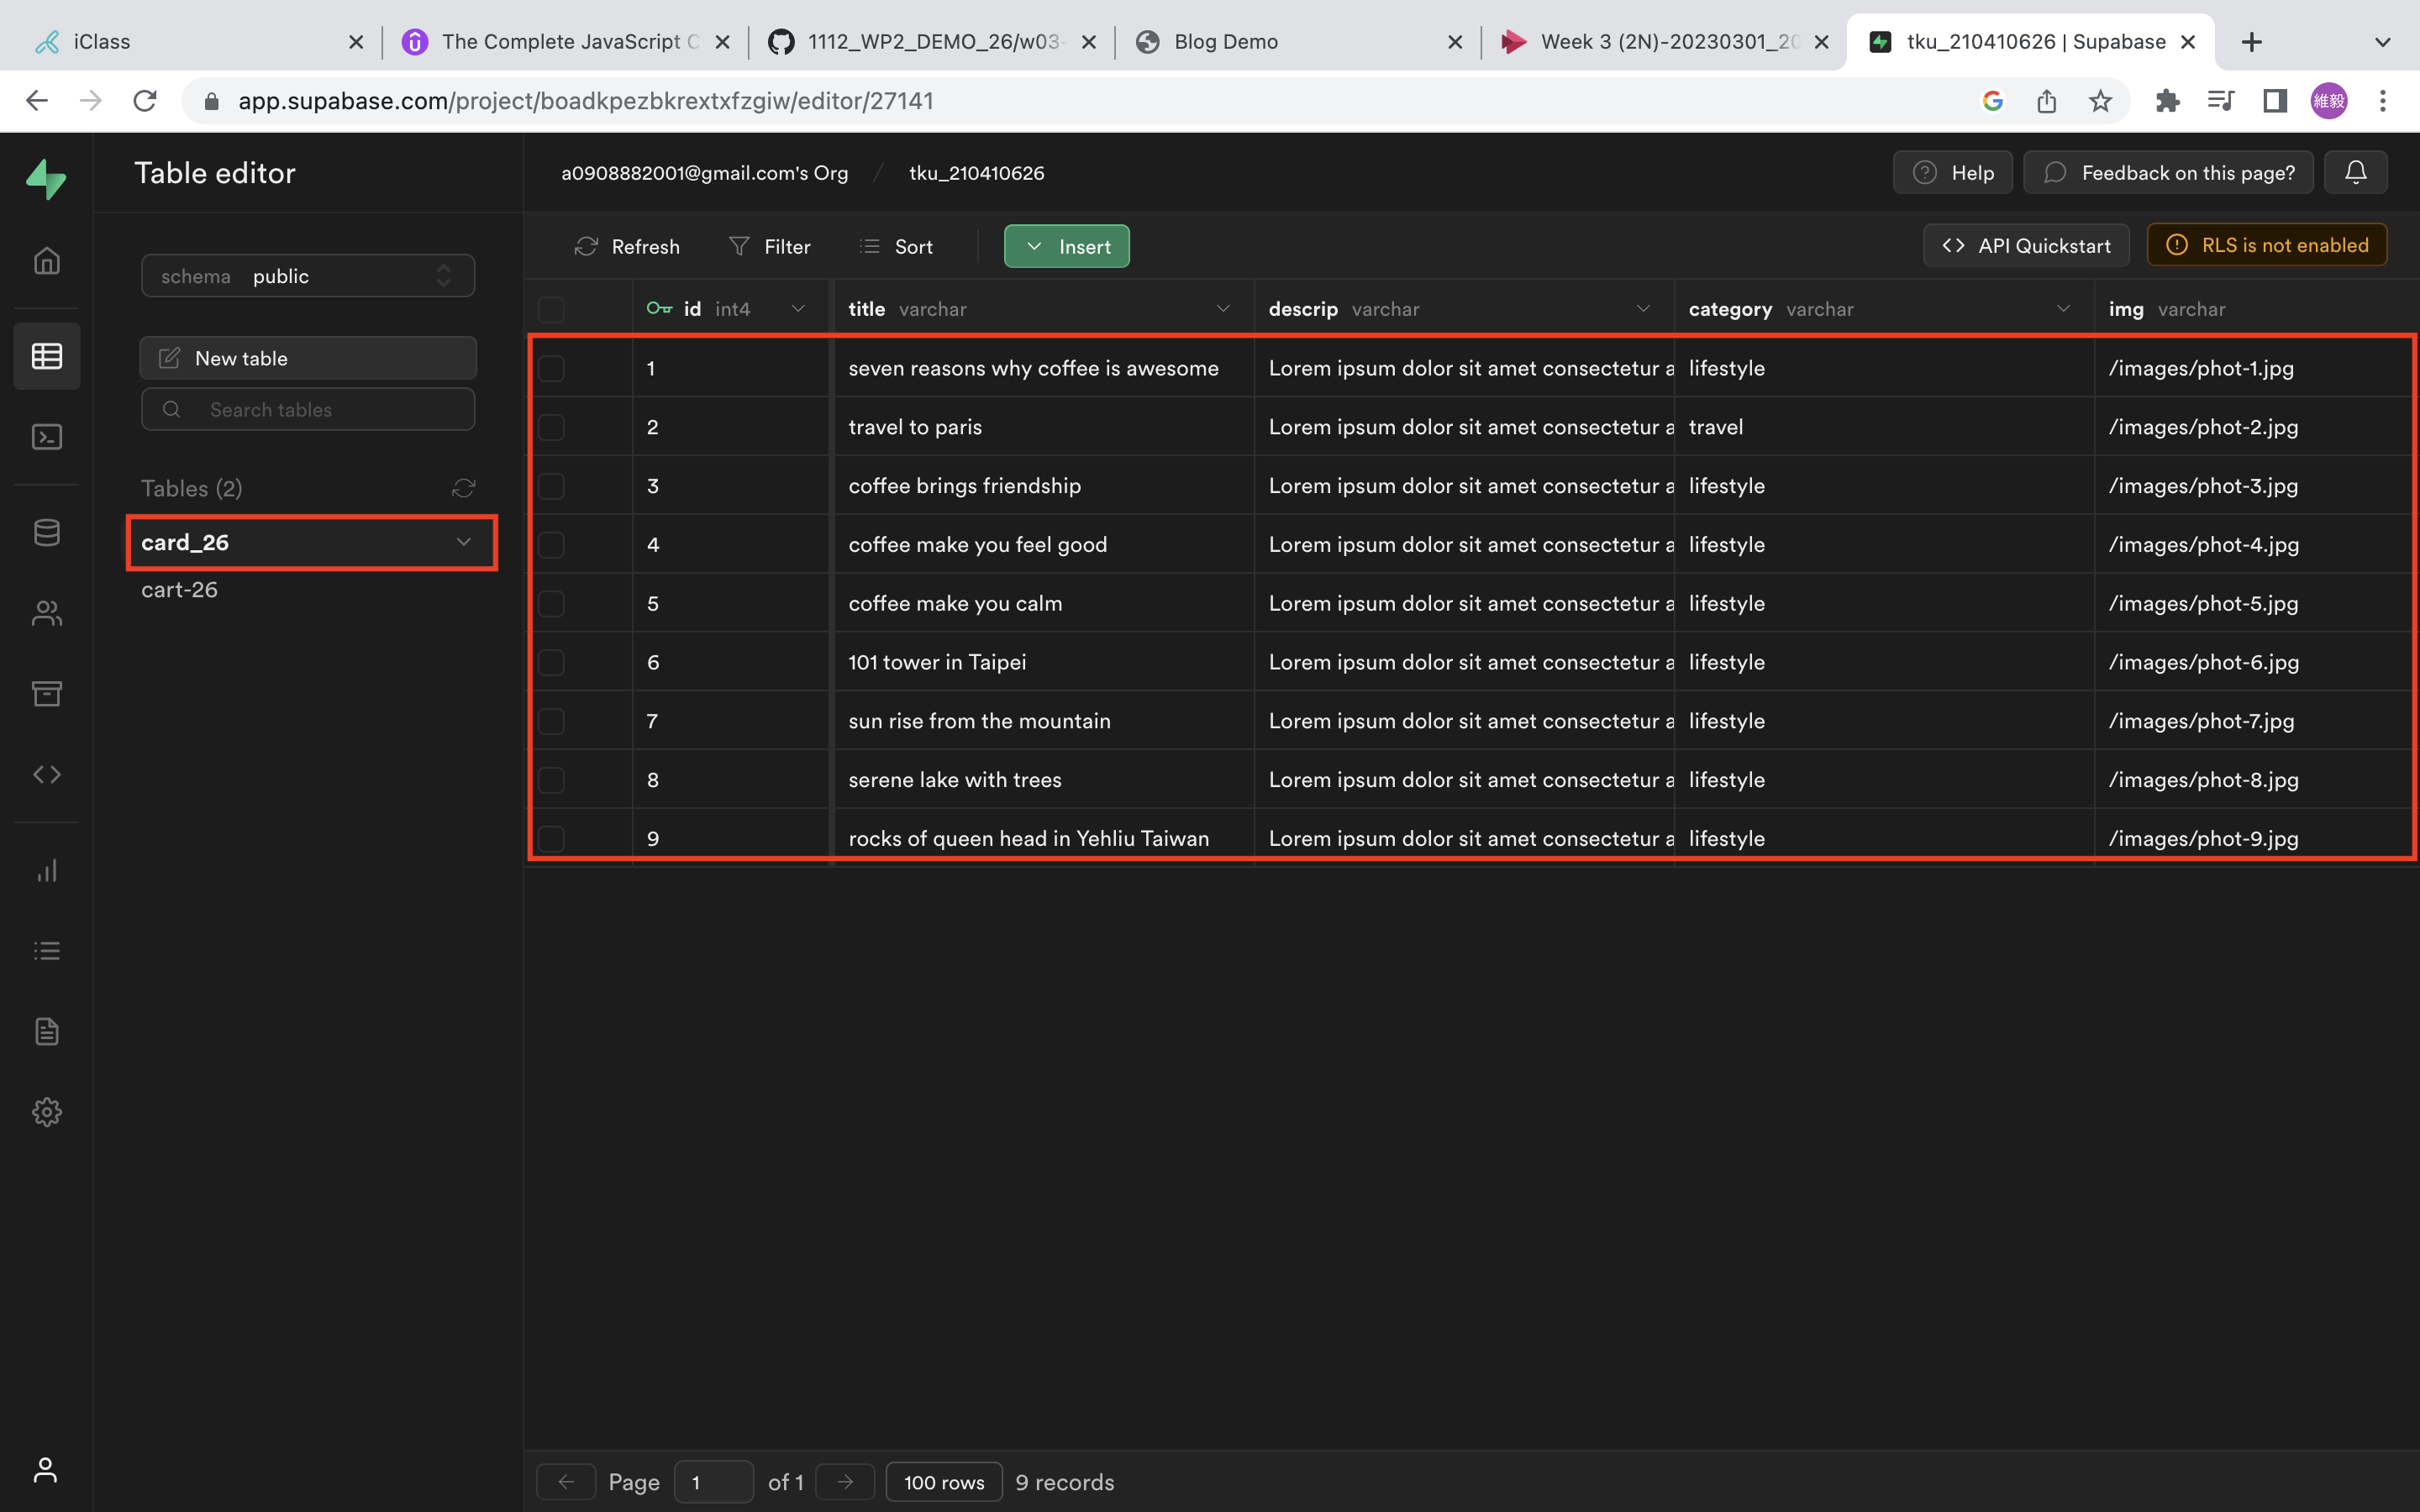 iClass
The Complete JavaScript C
1112_WP2_DEMO_26/w03-
Blog Demo
Week 3 (2N)-20230301_20
tku_210410626 | Supabase
app.supabase.com/project/boadkpezbkrextxfzgiw/editor/27141
維毅
Table editor
a0908882001@gmail.com's Org / tku_210410626
Help
Feedback on this page?
schema public
New table
Search tables
Tables (2)
card_26
cart-26
Refresh Filter Sort Insert
API Quickstart
RLS is not enabled
id int4 title varchar descrip varchar category varchar img varchar
1 seven reasons why coffee is awesome Lorem ipsum dolor sit amet consectetur a lifestyle /images/phot-1.jpg
2 travel to paris Lorem ipsum dolor sit amet consectetur a travel /images/phot-2.jpg
3 coffee brings friendship Lorem ipsum dolor sit amet consectetur a lifestyle /images/phot-3.jpg
4 coffee make you feel good Lorem ipsum dolor sit amet consectetur a lifestyle /images/phot-4.jpg
5 coffee make you calm Lorem ipsum dolor sit amet consectetur a lifestyle /images/phot-5.jpg
6 101 tower in Taipei Lorem ipsum dolor sit amet consectetur a lifestyle /images/phot-6.jpg
7 sun rise from the mountain Lorem ipsum dolor sit amet consectetur a lifestyle /images/phot-7.jpg
8 serene lake with trees Lorem ipsum dolor sit amet consectetur a lifestyle /images/phot-8.jpg
9 rocks of queen head in Yehliu Taiwan Lorem ipsum dolor sit amet consectetur a lifestyle /images/phot-9.jpg
Page 1 of 1 100 rows 9 records